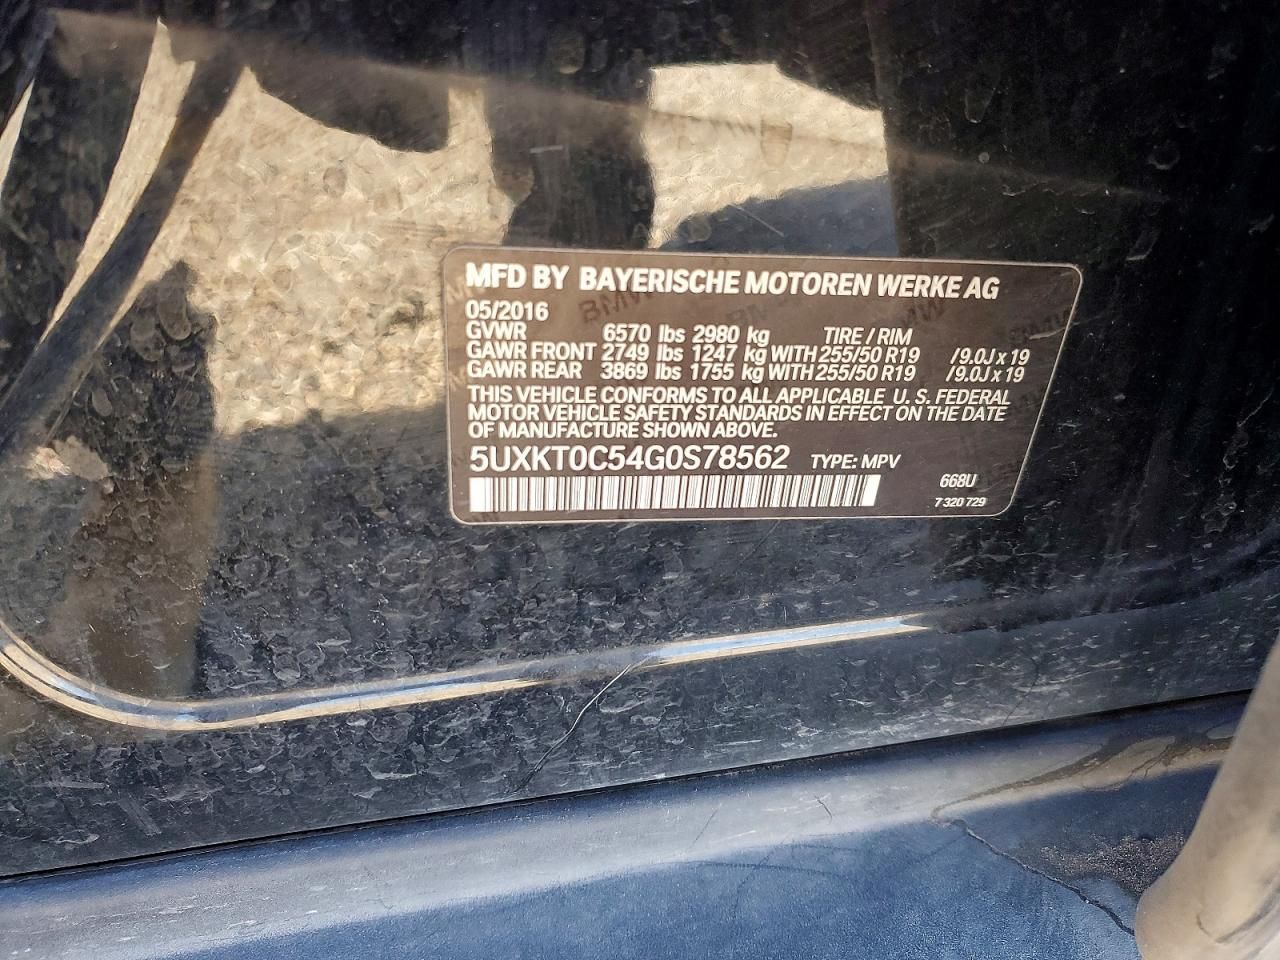 MFD BY BAYERISCHE MOTOREN WERKE AG
05/2016
GVWR 6570 lbs 2980 kg TIRE / RIM
GAWR FRONT 2749 lbs 1247 kg WITH 255/50 R19 /9.0J x 19
GAWR REAR 3869 lbs 1755 kg WITH 255/50 R19 /9.0J x 19
THIS VEHICLE CONFORMS TO ALL APPLICABLE U. S. FEDERAL
MOTOR VEHICLE SAFETY STANDARDS IN EFFECT ON THE DATE
OF MANUFACTURE SHOWN ABOVE.
5UXKT0C54G0S78562 TYPE: MPV
668U
7 320 729